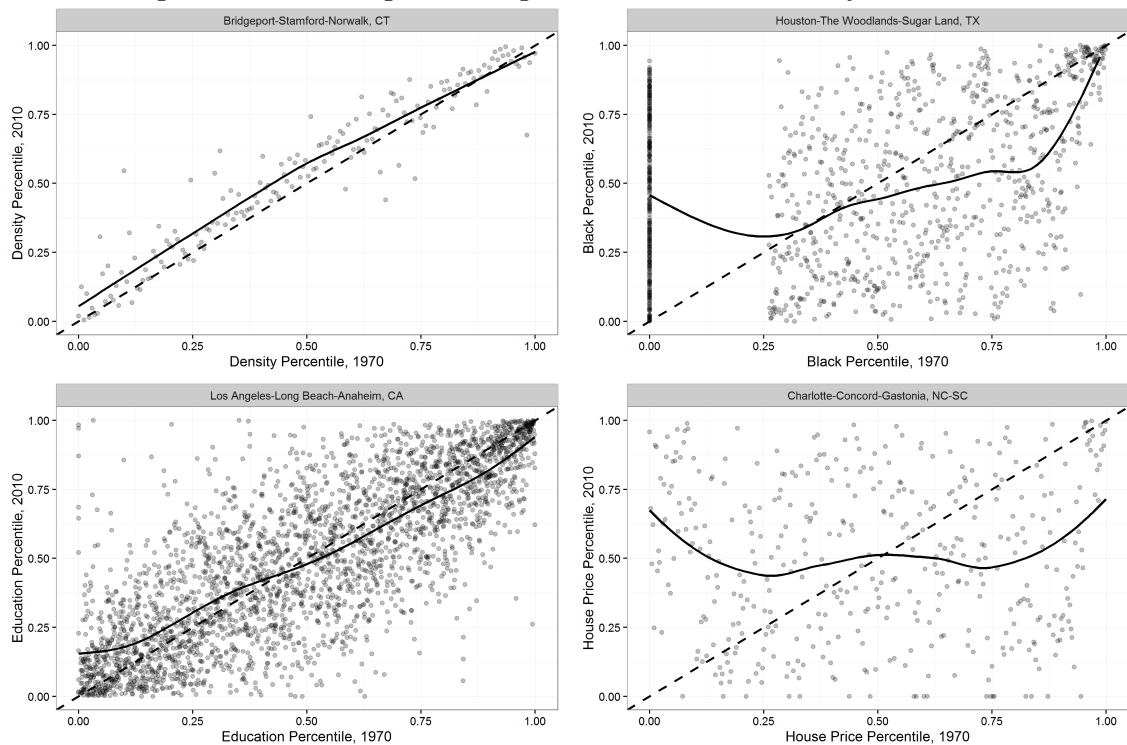 Bridgeport-Stamford-Norwalk, CT
1.00
0.75
0.50
0.25
0.00
Density Percentile, 2010
0.00 0.25 0.50 0.75 1.00
Density Percentile, 1970
Houston-The Woodlands-Sugar Land, TX
1.00
0.75
0.50
0.25
0.00
Black Percentile, 2010
0.00 0.25 0.50 0.75 1.00
Black Percentile, 1970
Los Angeles-Long Beach-Anaheim, CA
1.00
0.75
0.50
0.25
0.00
Education Percentile, 2010
0.00 0.25 0.50 0.75 1.00
Education Percentile, 1970
Charlotte-Concord-Gastonia, NC-SC
1.00
0.75
0.50
0.25
0.00
House Price Percentile, 2010
0.00 0.25 0.50 0.75 1.00
House Price Percentile, 1970